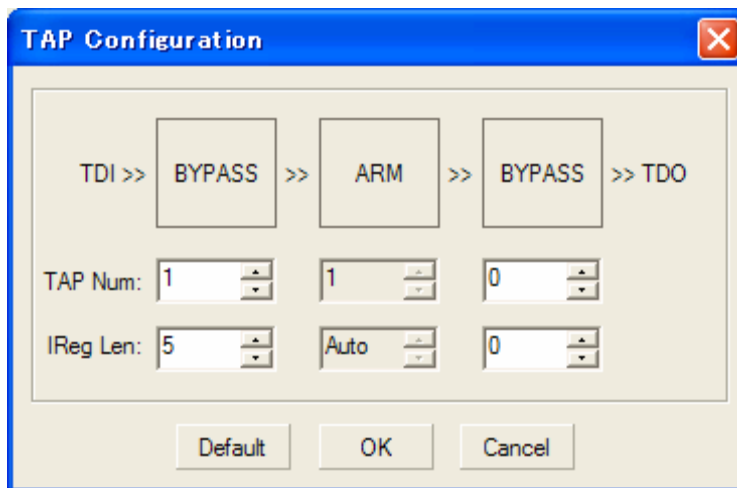 TAP Configuration
TDI >> BYPASS >> ARM >> BYPASS >> TDO
TAP Num: 1 1 0
IReg Len: 5 Auto 0
Default OK Cancel